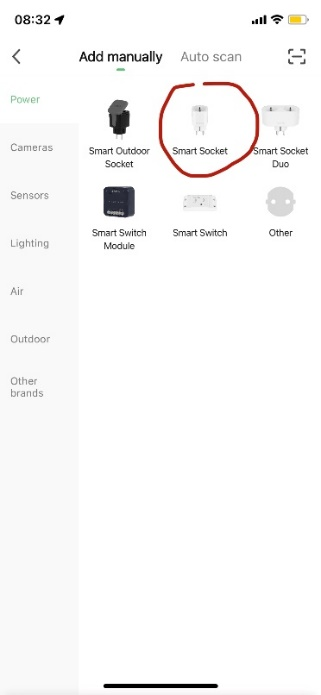 08:32
Add manually Auto scan
Power
Cameras
Sensors
Lighting
Air
Outdoor
Other
brands
Smart Outdoor
Socket
Smart Socket
Smart Socket
Duo
Smart Switch
Module
Smart Switch
Other